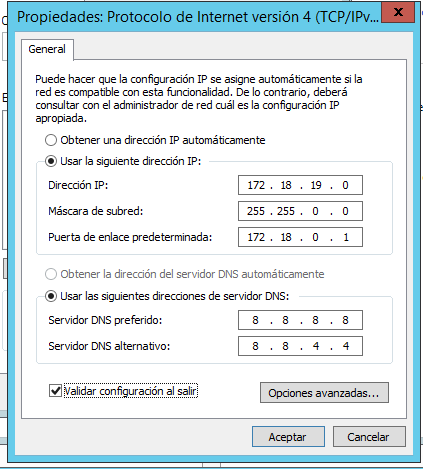 Propiedades: Protocolo de Internet versión 4 (TCP/IPv...
General
Puede hacer que la configuración IP se asigne automáticamente si la
red es compatible con esta funcionalidad. De lo contrario, deberá
consultar con el administrador de red cuál es la configuración IP
apropiada.
Obtener una dirección IP automáticamente
Usar la siguiente dirección IP:
Dirección IP: 172 . 18 . 19 . 0
Máscara de subred: 255 . 255 . 0 . 0
Puerta de enlace predeterminada: 172 . 18 . 0 . 1
Obtener la dirección del servidor DNS automáticamente
Usar las siguientes direcciones de servidor DNS:
Servidor DNS preferido: 8 . 8 . 8 . 8
Servidor DNS alternativo: 8 . 8 . 4 . 4
Validar configuración al salir
Opciones avanzadas...
Aceptar Cancelar